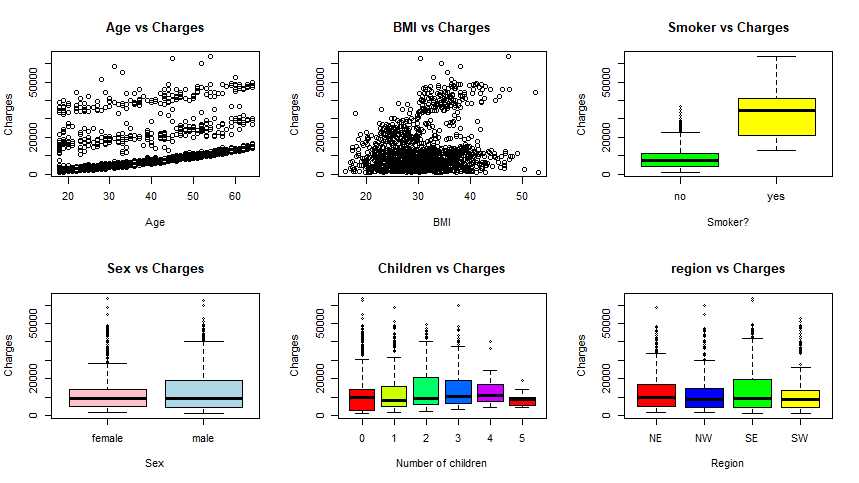 Age vs Charges
Charges
0 20000 50000
20 30 40 50 60
Age
BMI vs Charges
Charges
0 20000 50000
20 30 40 50
BMI
Smoker vs Charges
Charges
0 20000 50000
no yes
Smoker?
Sex vs Charges
Charges
0 20000 50000
female male
Sex
Children vs Charges
Charges
0 20000 50000
0 1 2 3 4 5
Number of children
region vs Charges
Charges
0 20000 50000
NE NW SE SW
Region